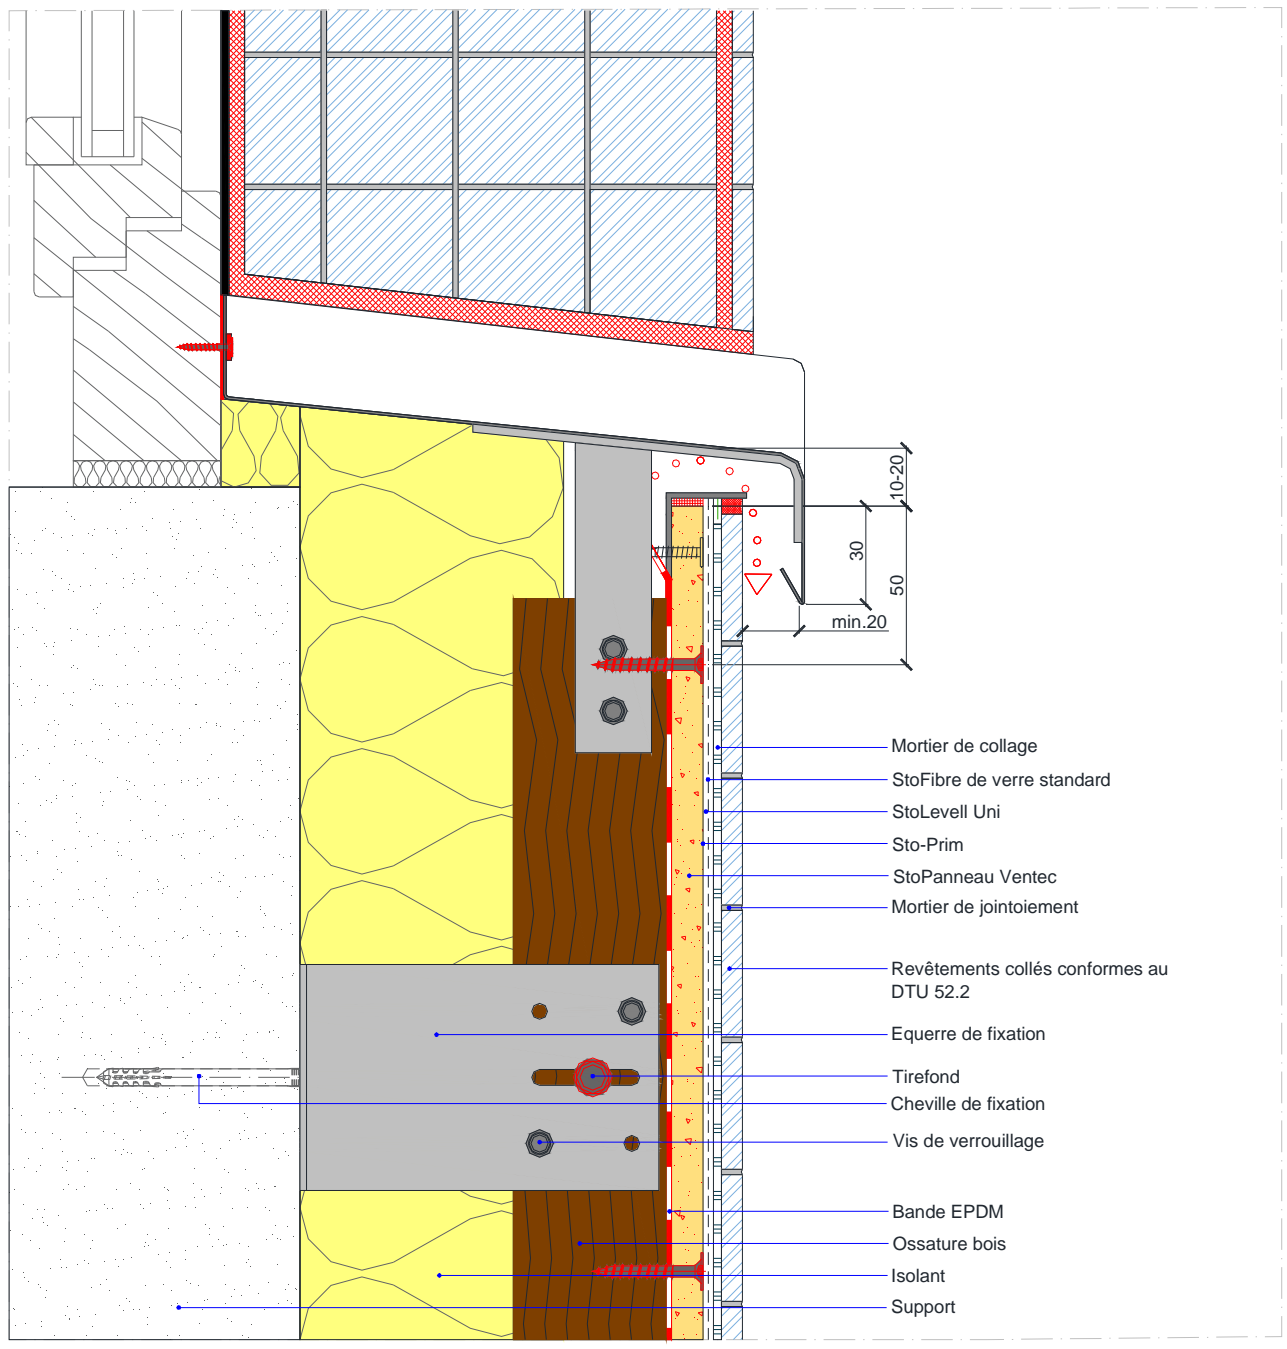 10-20
30
50
min.20
Mortier de collage
StoFibre de verre standard
StoLevell Uni
Sto-Prim
StoPanneau Ventec
Mortier de jointoiement
Revêtements collés conformes au
DTU 52.2
Equerre de fixation
Tirefond
Cheville de fixation
Vis de verrouillage
Bande EPDM
Ossature bois
Isolant
Support